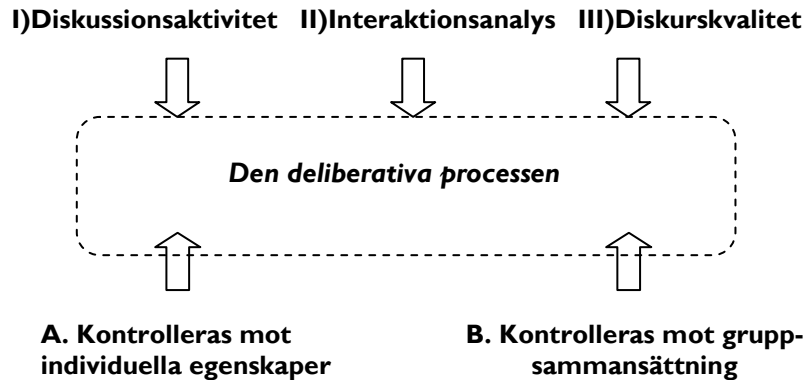 I)Diskussionsaktivitet II)Interaktionsanalys III)Diskurskvalitet
Den deliberativa processen
A. Kontrolleras mot
individuella egenskaper
B. Kontrolleras mot grupp-
sammansättning